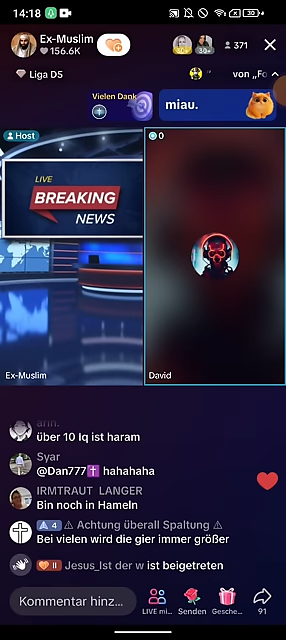 14:18
Ex-Muslim
156.6K
30+
371
Liga D5
von „Fo
Vielen Dank
miau.
Host
0
LIVE
BREAKING
NEWS
Ex-Muslim
David
über 10 Iq ist haram
Syar
@Dan777✝️ hahahaha
IRMTRAUT LANGER
Bin noch in Hameln
4 ⚠ Achtung überall Spaltung ⚠
Bei vielen wird die gier immer größer
II Jesus_Ist der w ist beigetreten
Kommentar hinz...
LIVE mi... Senden Gesche... 91